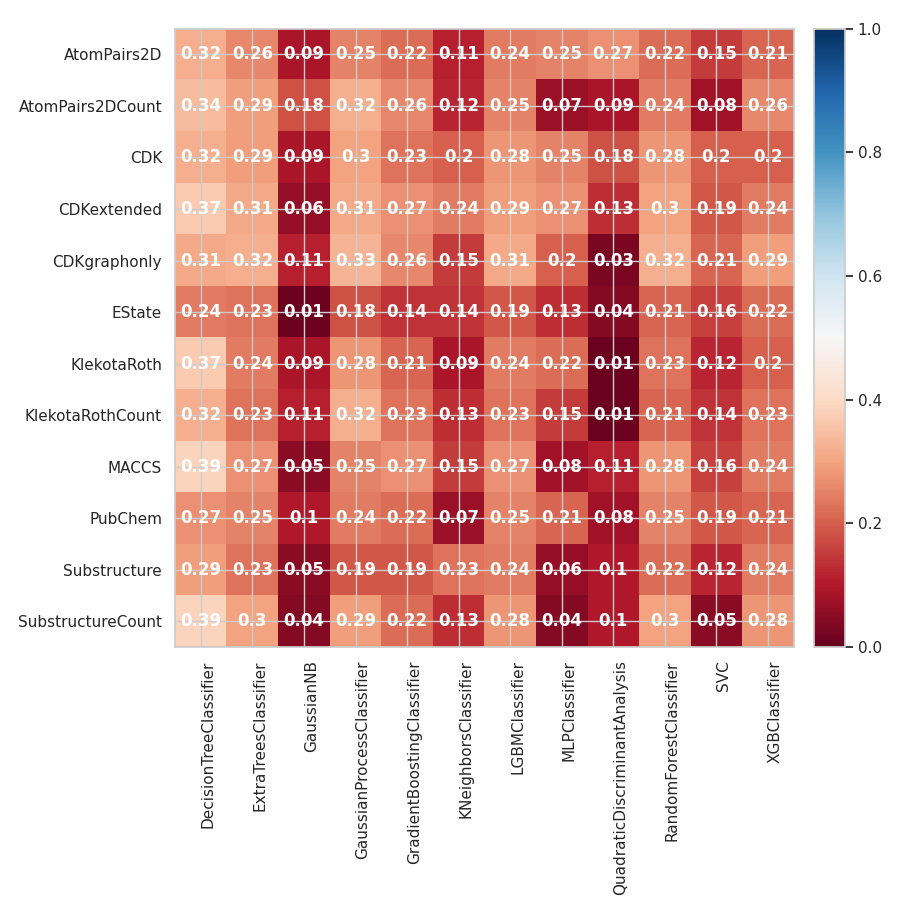 AtomPairs2D 0.32 0.26 0.09 0.25 0.22 0.11 0.24 0.25 0.27 0.22 0.15 0.21
AtomPairs2DCount 0.34 0.29 0.18 0.32 0.26 0.12 0.25 0.07 0.09 0.24 0.08 0.26
CDK 0.32 0.29 0.09 0.3 0.23 0.2 0.28 0.25 0.18 0.28 0.2 0.2
CDKextended 0.37 0.31 0.06 0.31 0.27 0.24 0.29 0.27 0.13 0.3 0.19 0.24
CDKgraphonly 0.31 0.32 0.11 0.33 0.26 0.15 0.31 0.2 0.03 0.32 0.21 0.29
EState 0.24 0.23 0.01 0.18 0.14 0.14 0.19 0.13 0.04 0.21 0.16 0.22
KlekotaRoth 0.37 0.24 0.09 0.28 0.21 0.09 0.24 0.22 0.01 0.23 0.12 0.2
KlekotaRothCount 0.32 0.23 0.11 0.32 0.23 0.13 0.23 0.15 0.01 0.21 0.14 0.23
MACCS 0.39 0.27 0.05 0.25 0.27 0.15 0.27 0.08 0.11 0.28 0.16 0.24
PubChem 0.27 0.25 0.1 0.24 0.22 0.07 0.25 0.21 0.08 0.25 0.19 0.21
Substructure 0.29 0.23 0.05 0.19 0.19 0.23 0.24 0.06 0.1 0.22 0.12 0.24
SubstructureCount 0.39 0.3 0.04 0.29 0.22 0.13 0.28 0.04 0.1 0.3 0.05 0.28
DecisionTreeClassifier
ExtraTreesClassifier
GaussianNB
GaussianProcessClassifier
GradientBoostingClassifier
KNeighborsClassifier
LGBMClassifier
MLPClassifier
QuadraticDiscriminantAnalysis
RandomForestClassifier
SVC
XGBClassifier
1.0
0.8
0.6
0.4
0.2
0.0